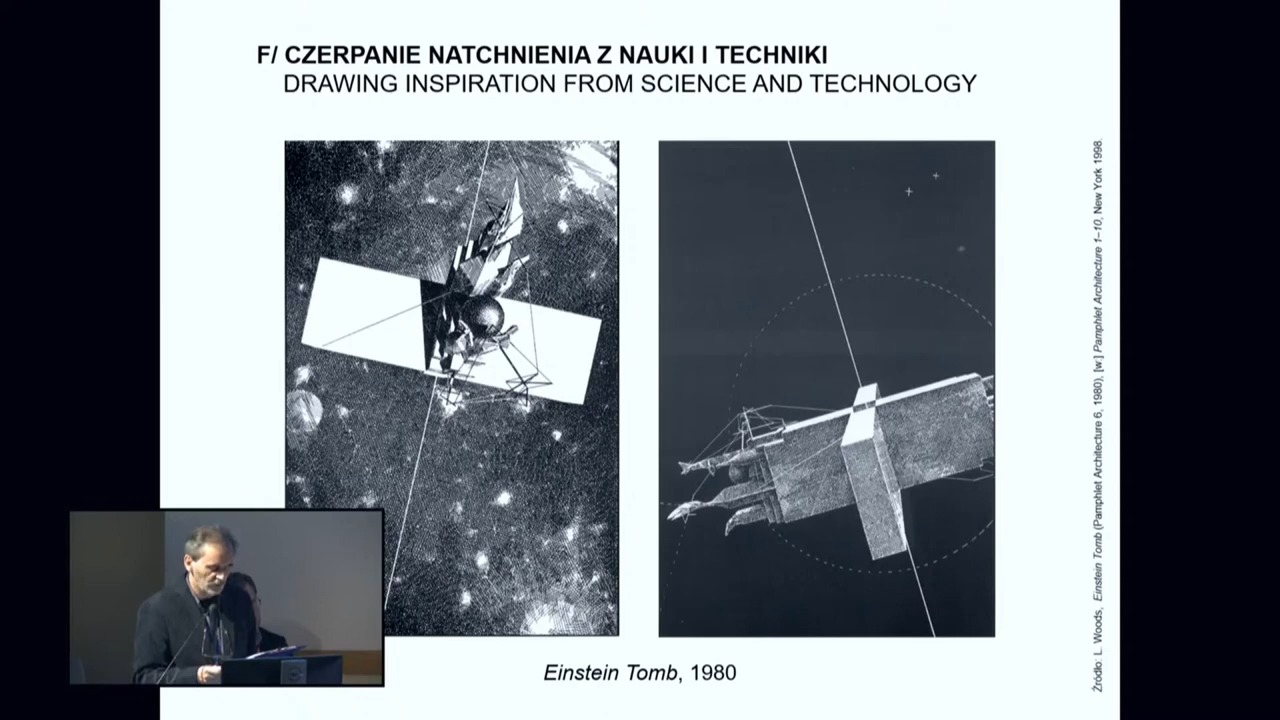 F/ CZERPANIE NATCHNIENIA Z NAUKI I TECHNIKI
DRAWING INSPIRATION FROM SCIENCE AND TECHNOLOGY
Źródło: L. Woods, Einstein Tomb (Pamphlet Architecture 6, 1980), [w:] Pamphlet Architecture 1–10, New York 1998.
Einstein Tomb, 1980